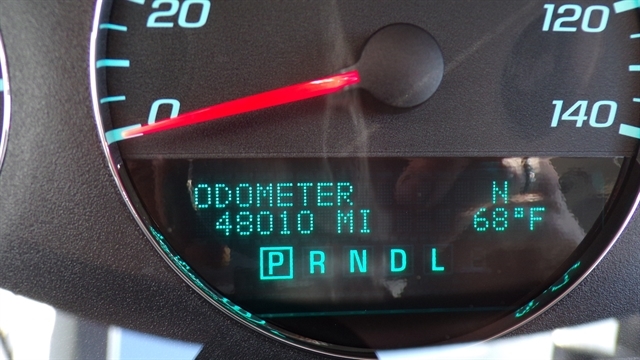 20 120
0 140
ODOMETER N
48010 MI 68°F
P R N D L